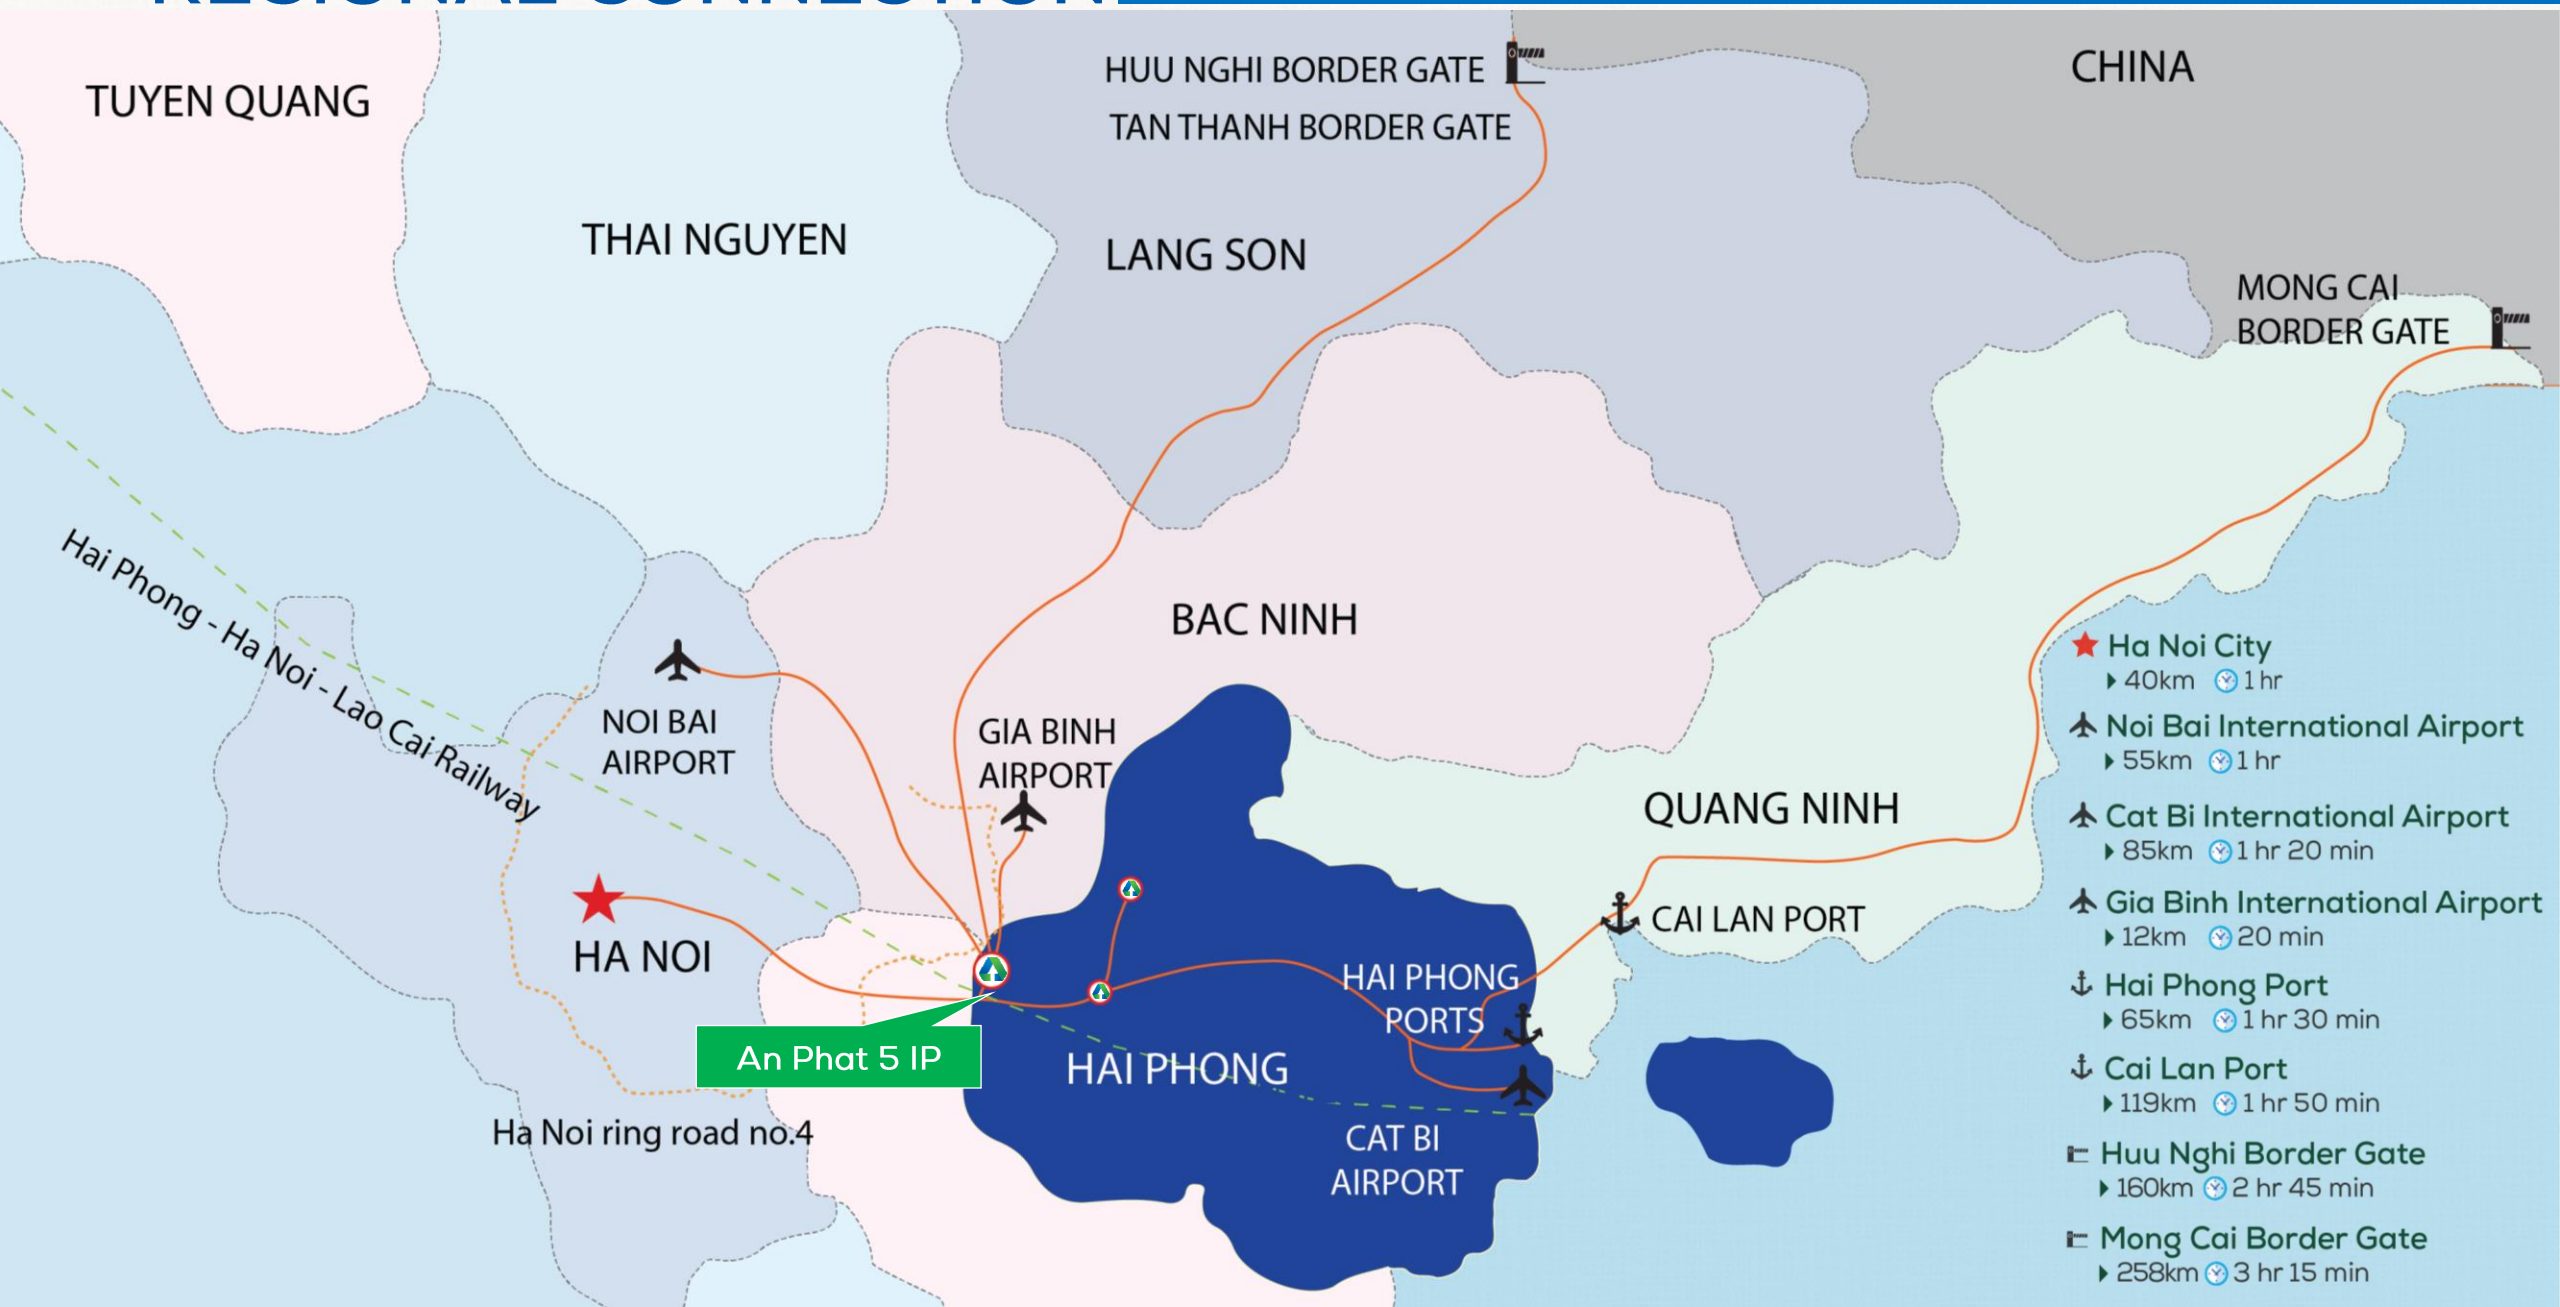 REGIONAL CONNECTION
TUYEN QUANG
THAI NGUYEN
HUU NGHI BORDER GATE
TAN THANH BORDER GATE
LANG SON
CHINA
MONG CAI
BORDER GATE
Hai Phong - Ha Noi - Lao Cai Railway
BAC NINH
NOI BAI
AIRPORT
GIA BINH
AIRPORT
QUANG NINH
HA NOI
CAI LAN PORT
HAI PHONG
PORTS
An Phat 5 IP
HAI PHONG
Ha Noi ring road no.4
CAT BI
AIRPORT
Ha Noi City
40km 1 hr
Noi Bai International Airport
55km 1 hr
Cat Bi International Airport
85km 1 hr 20 min
Gia Binh International Airport
12km 20 min
Hai Phong Port
65km 1 hr 30 min
Cai Lan Port
119km 1 hr 50 min
Huu Nghi Border Gate
160km 2 hr 45 min
Mong Cai Border Gate
258km 3 hr 15 min